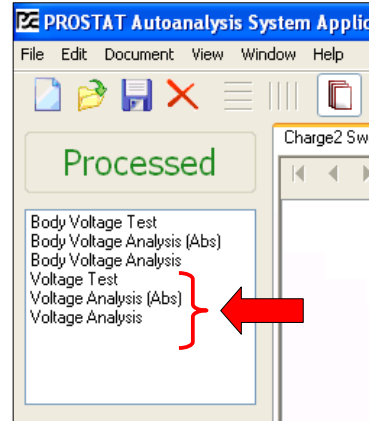 PROSTAT Autoanalysis System Applic
File Edit Document View Window Help
Charge2 Sw
Processed
Body Voltage Test
Body Voltage Analysis (Abs)
Body Voltage Analysis
Voltage Test
Voltage Analysis (Abs)
Voltage Analysis